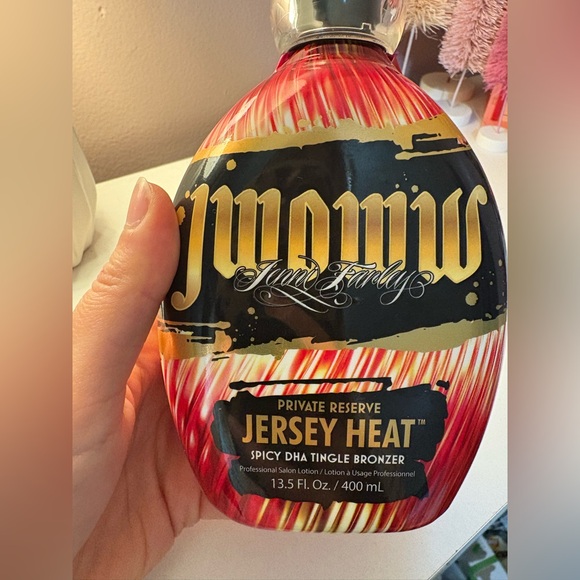 JWOWW
Jenni Farley
PRIVATE RESERVE
JERSEY HEAT™
SPICY DHA TINGLE BRONZER
Professional Salon Lotion / Lotion à Usage Professionnel
13.5 Fl. Oz. / 400 mL